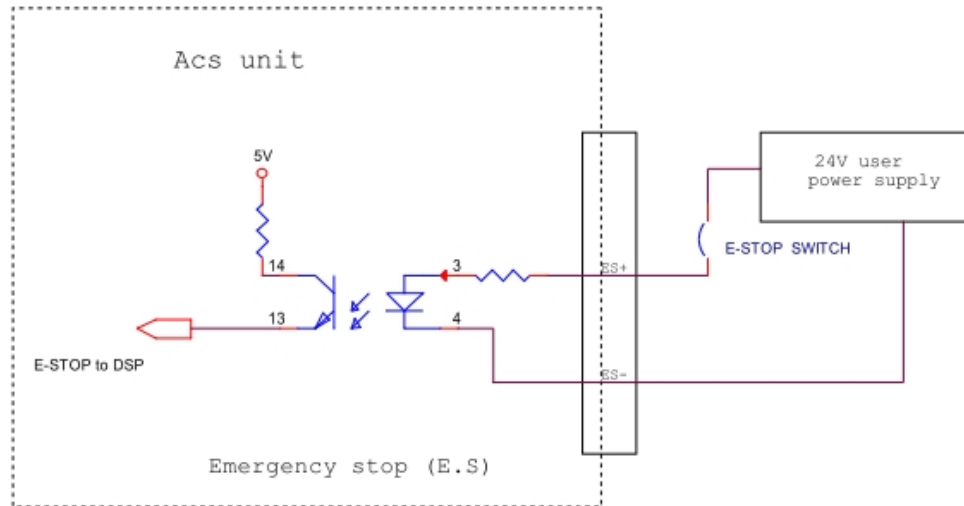 Acs unit
5V
14
13
E-STOP to DSP
3
4
ES+
ES-
24V user
power supply
E-STOP SWITCH
Emergency stop (E.S)